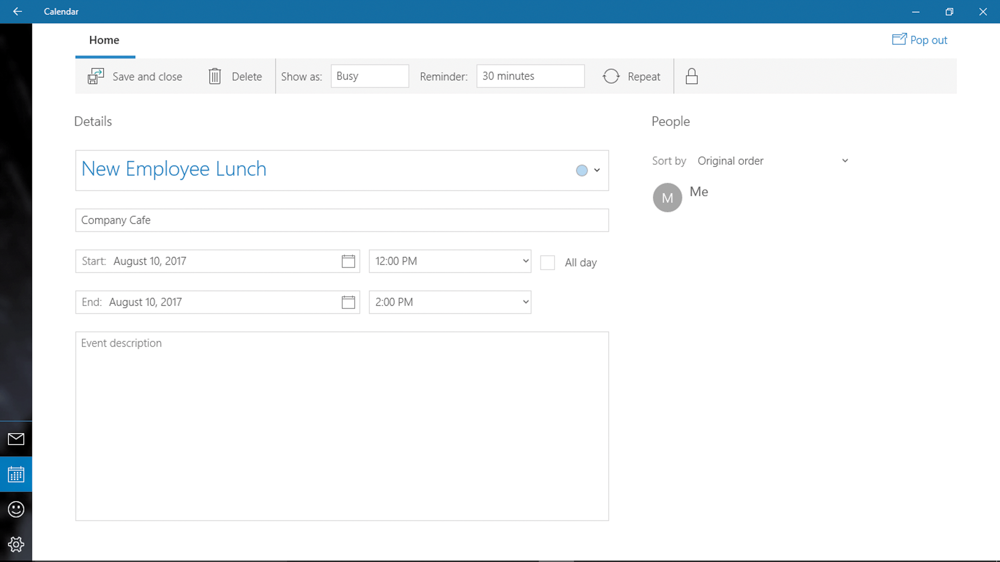 Calendar
Home
Pop out
Save and close Delete Show as: Busy Reminder: 30 minutes Repeat
Details
People
New Employee Lunch
Sort by Original order
M Me
Company Cafe
Start: August 10, 2017 12:00 PM All day
End: August 10, 2017 2:00 PM
Event description